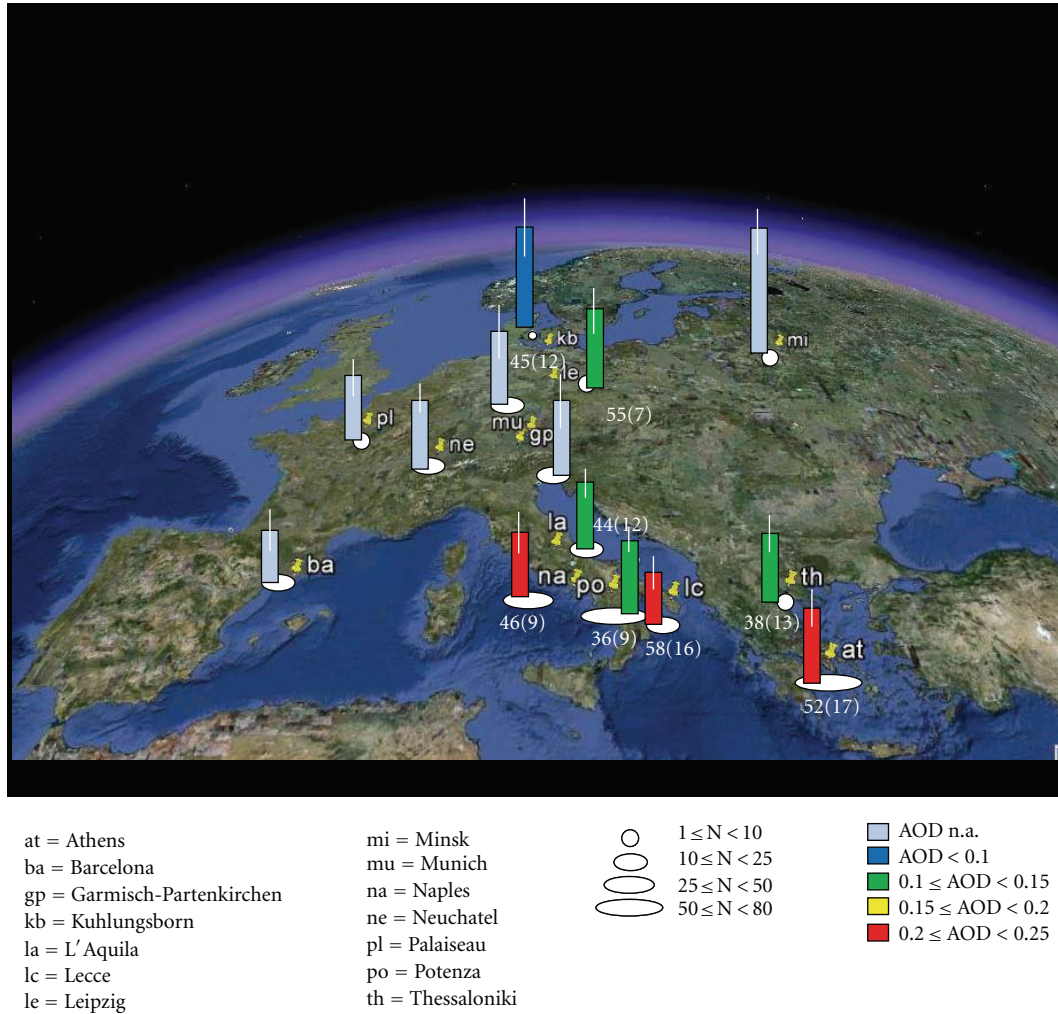 kb
mi
45(12)
le
pl
mu
55(7)
gp
ne
la
44(12)
ba
na
po
lc
th
46(9)
36(9)
58(16)
38(13)
at
52(17)
at = Athens
ba = Barcelona
gp = Garmisch-Partenkirchen
kb = Kuhlungsborn
la = L′Aquila
lc = Lecce
le = Leipzig
mi = Minsk
mu = Munich
na = Naples
ne = Neuchatel
pl = Palaiseau
po = Potenza
th = Thessaloniki
1 ≤ N < 10
10 ≤ N < 25
25 ≤ N < 50
50 ≤ N < 80
AOD n.a.
AOD < 0.1
0.1 ≤ AOD < 0.15
0.15 ≤ AOD < 0.2
0.2 ≤ AOD < 0.25